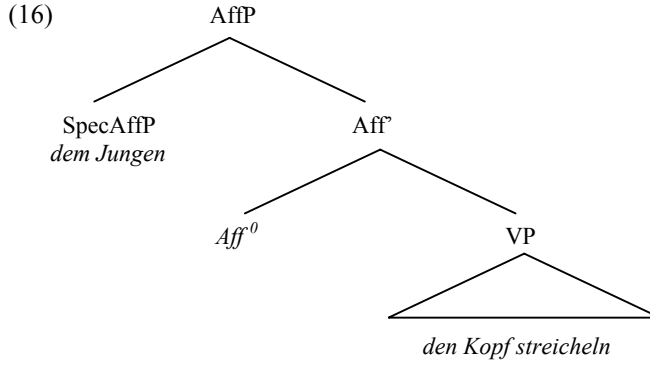 (16) AffP
SpecAffP Aff’
dem Jungen
Aff⁰ VP
den Kopf streicheln